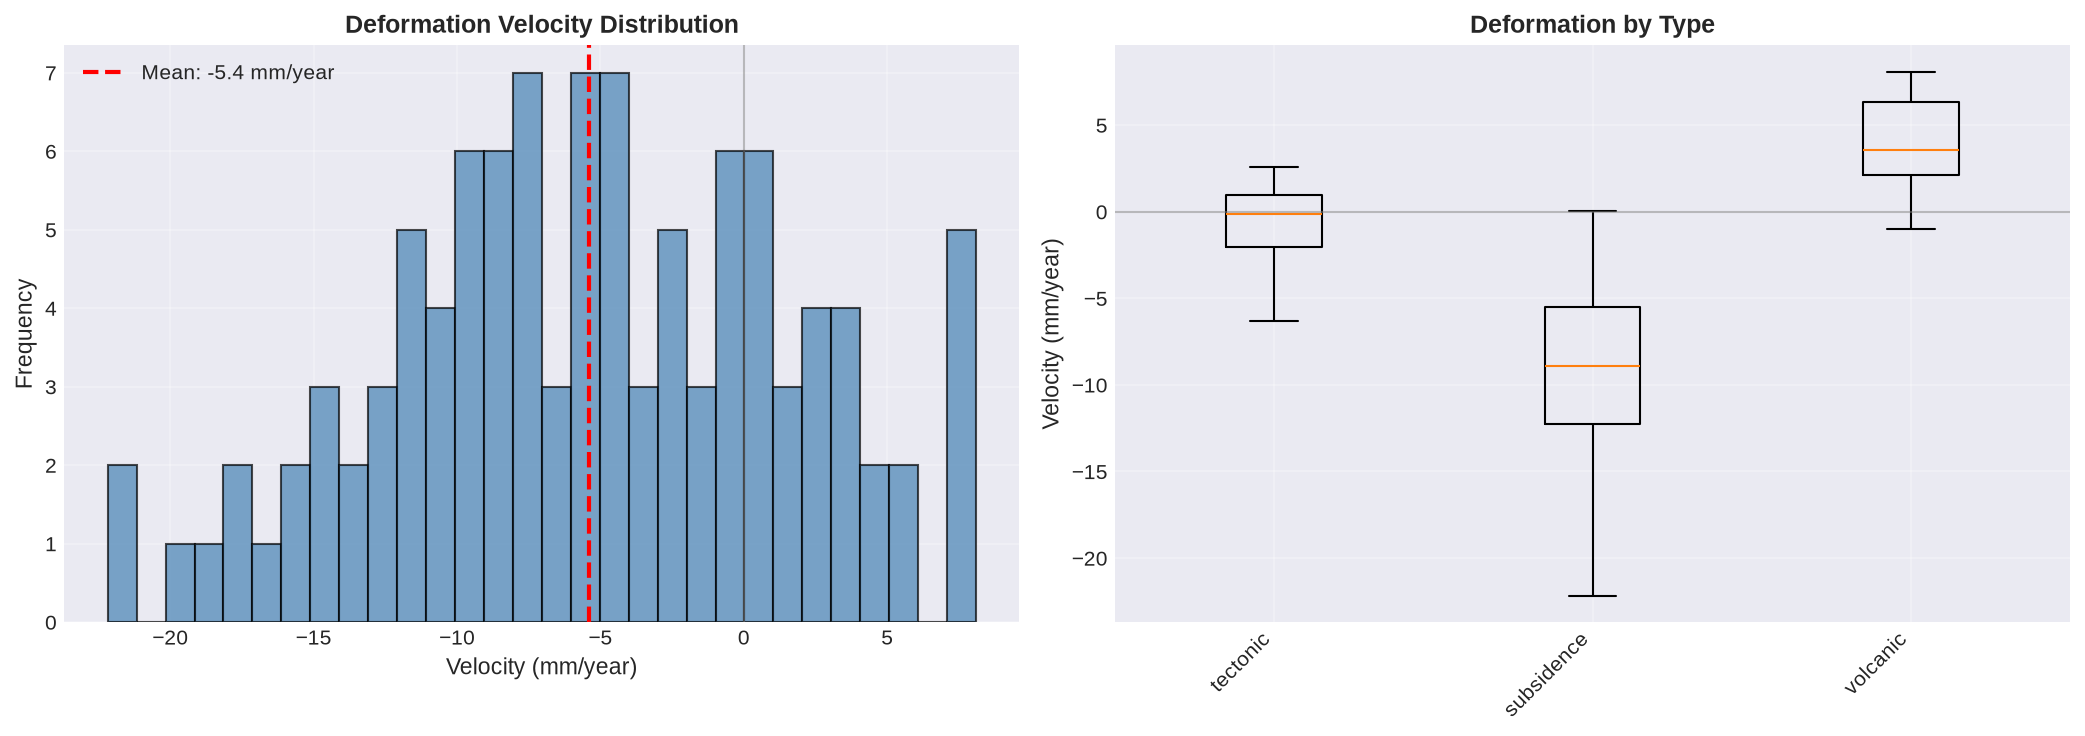 Deformation Velocity Distribution
Mean: -5.4 mm/year
7
6
5
4
3
2
1
0
Frequency
−20 −15 −10 −5 0 5
Velocity (mm/year)
Deformation by Type
5
0
−5
−10
−15
−20
Velocity (mm/year)
tectonic
subsidence
volcanic